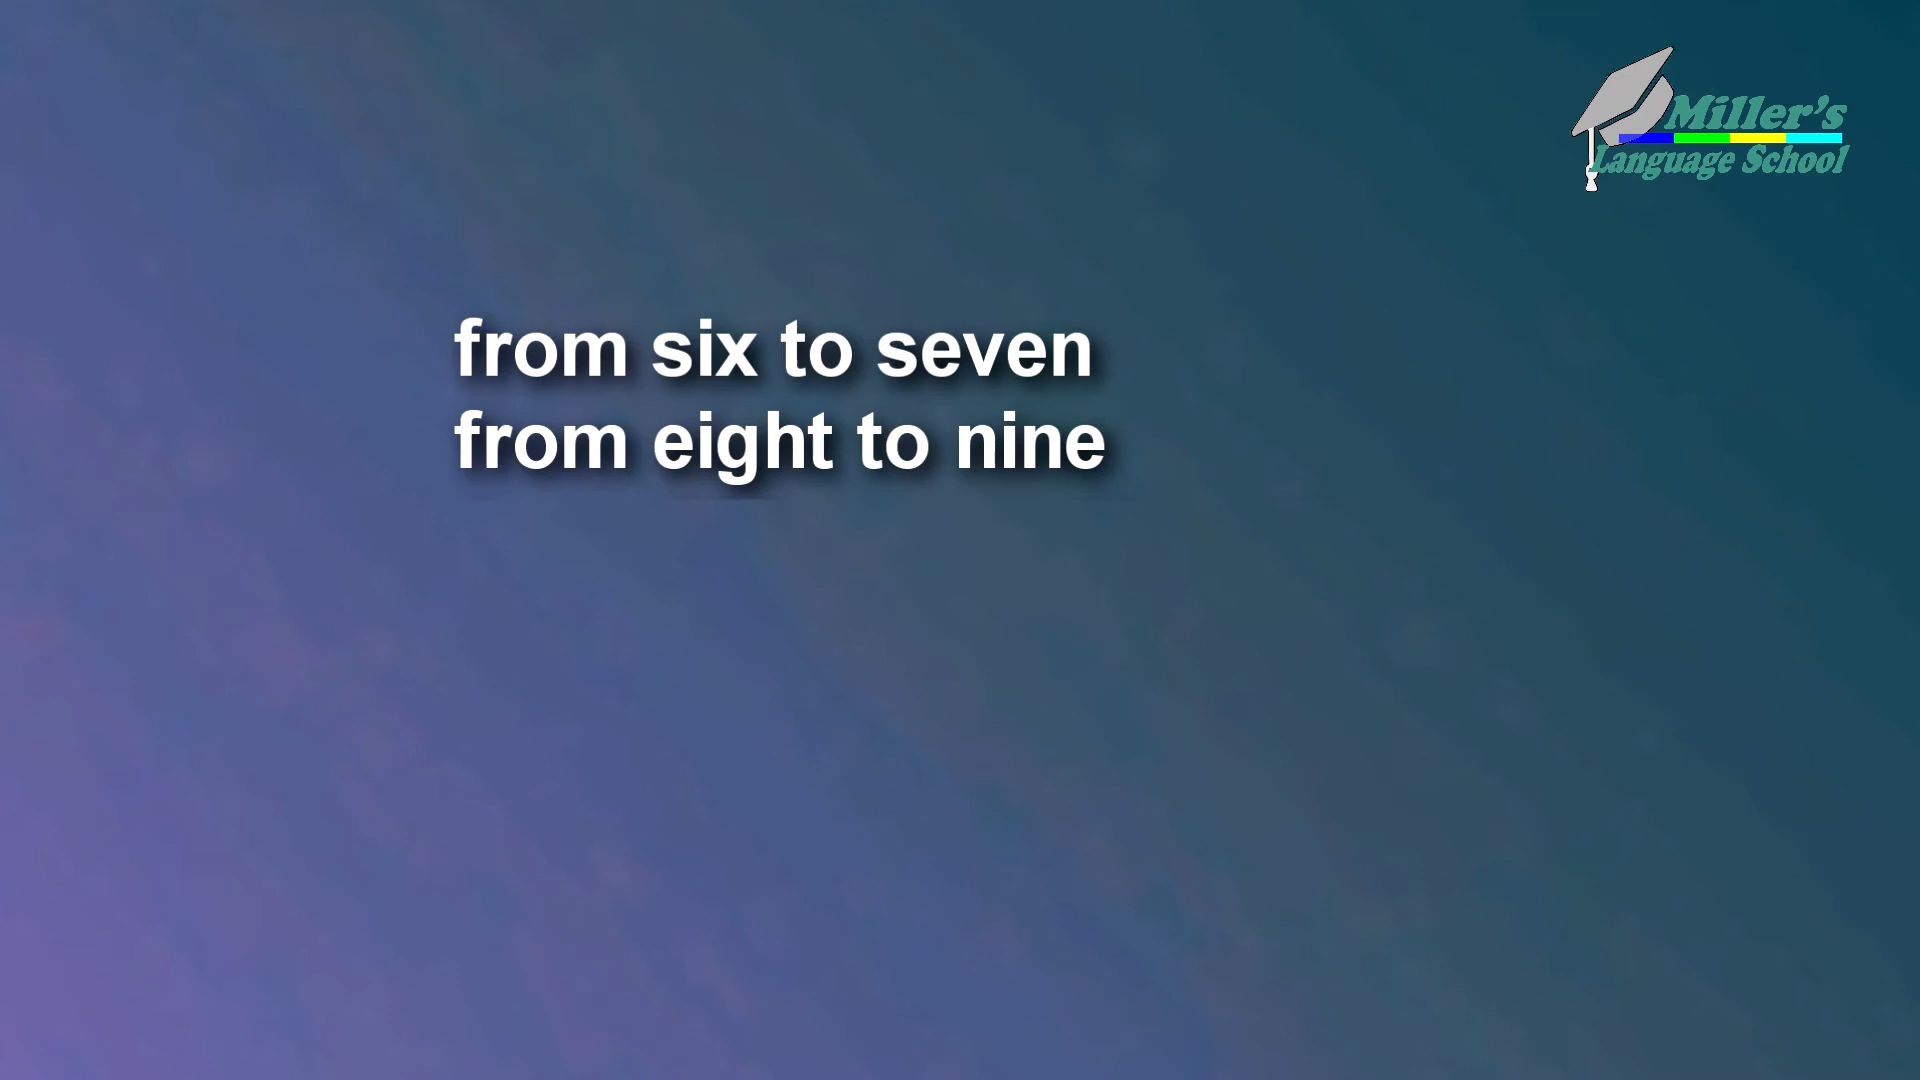 Miller's
Language School
from six to seven
from eight to nine